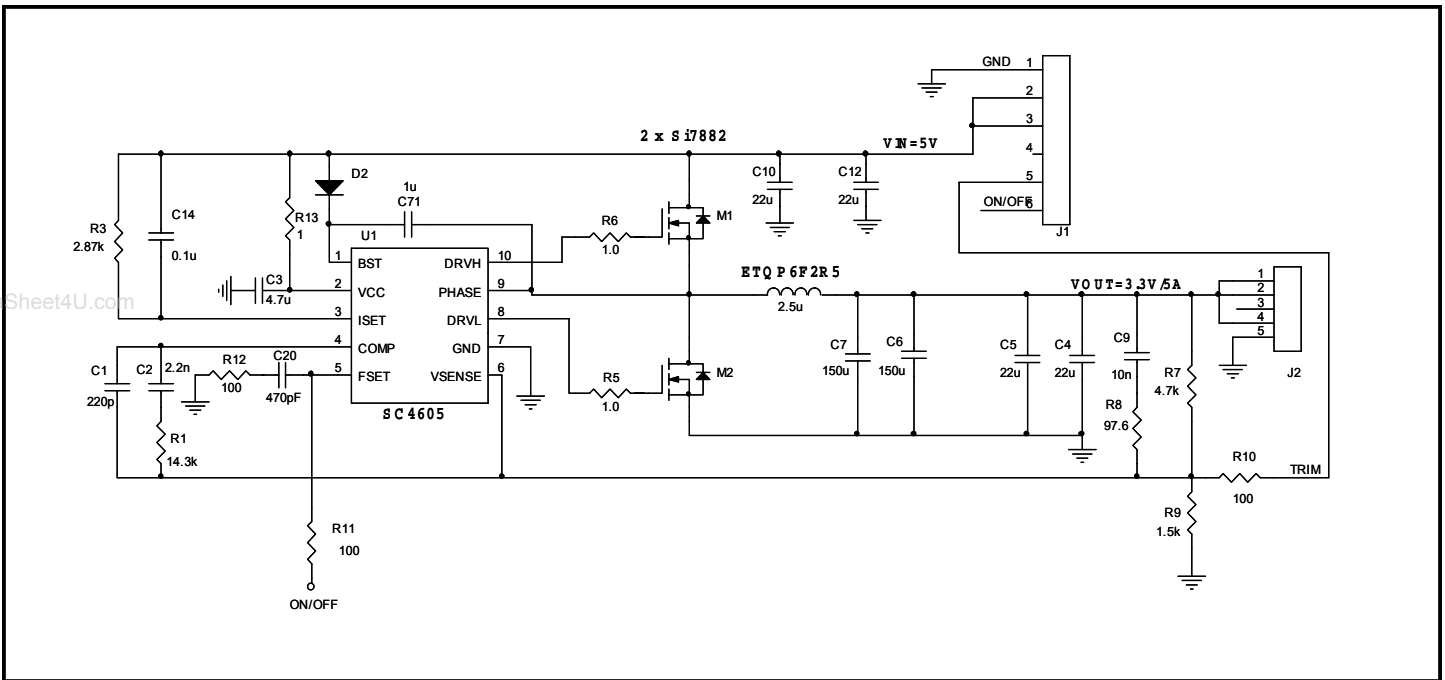 GND 1
2
2 x Si7882
VIN=5V
3
4
D2
C10
22u
C12
22u
5
ON/OFF 6
J1
1u
C71
R3
2.87k
C14
0.1u
R13
1
U1
R6
1.0
M1
1 BST
DRVH 10
ETQP6F2R5
2.5u
VOUT=3.3V/5A
1
2
3
4
5
J2
C3
4.7u
2 VCC
PHASE 9
Sheet4U.com
3 ISET
DRVL 8
4 COMP
GND 7
5 FSET
VSENSE 6
SC4605
C1
220p
C2
2.2n
R12
100
C20
470pF
R5
1.0
M2
C7
150u
C6
150u
C5
22u
C4
22u
C9
10n
R7
4.7k
R8
97.6
R1
14.3k
R10
100
TRIM
R9
1.5k
R11
100
ON/OFF